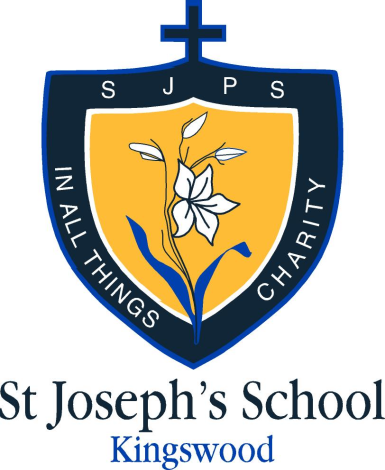 S J P S
IN ALL THINGS
CHARITY
St Joseph's School
Kingswood